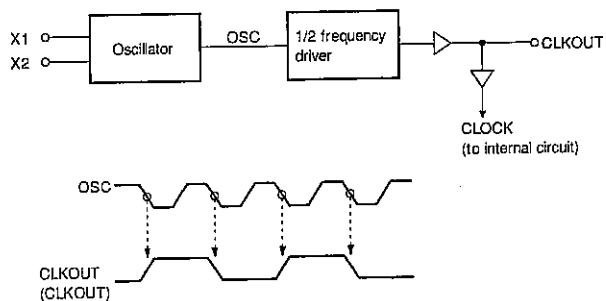 X1
X2
Oscillator
OSC
1/2 frequency
driver
CLKOUT
CLOCK
(to internal circuit)
OSC
CLKOUT
(CLKOUT)